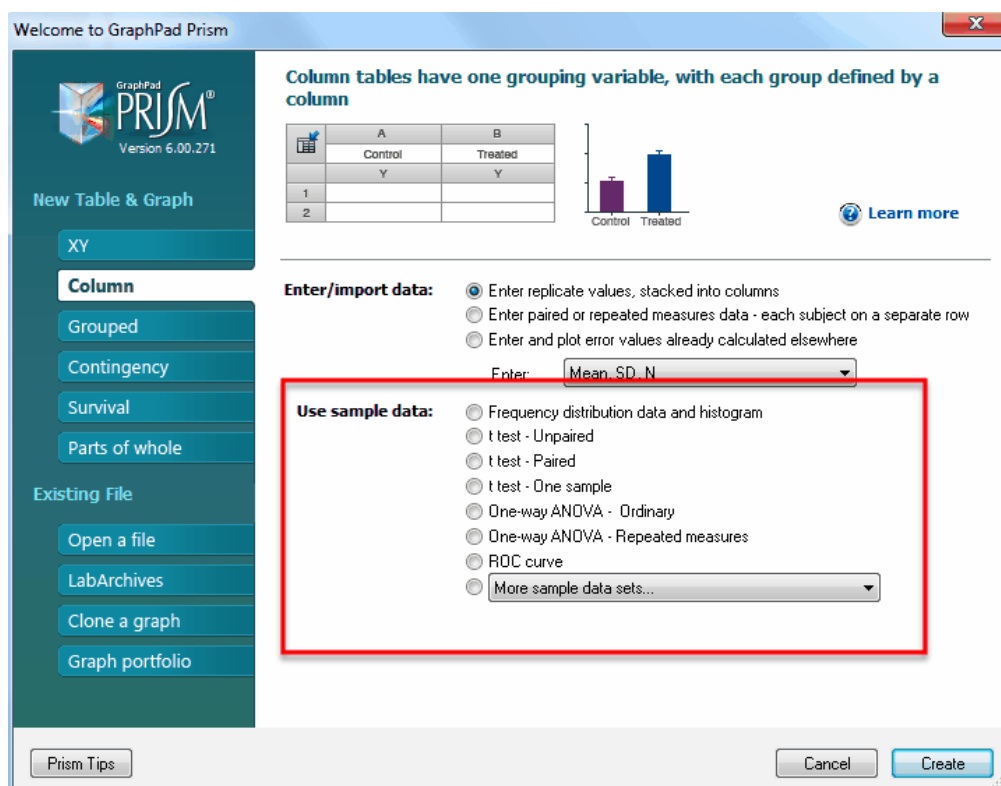 Welcome to GraphPad Prism
GraphPad
PRISM®
Version 6.00.271
New Table & Graph
XY
Column
Grouped
Contingency
Survival
Parts of whole
Existing File
Open a file
LabArchives
Clone a graph
Graph portfolio
Prism Tips
Column tables have one grouping variable, with each group defined by a
column
A B
Control Treated
Y Y
1
2
Control Treated
Learn more
Enter/import data:
Enter replicate values, stacked into columns
Enter paired or repeated measures data - each subject on a separate row
Enter and plot error values already calculated elsewhere
Enter: Mean, SD, N
Use sample data:
Frequency distribution data and histogram
t test - Unpaired
t test - Paired
t test - One sample
One-way ANOVA - Ordinary
One-way ANOVA - Repeated measures
ROC curve
More sample data sets...
Cancel
Create